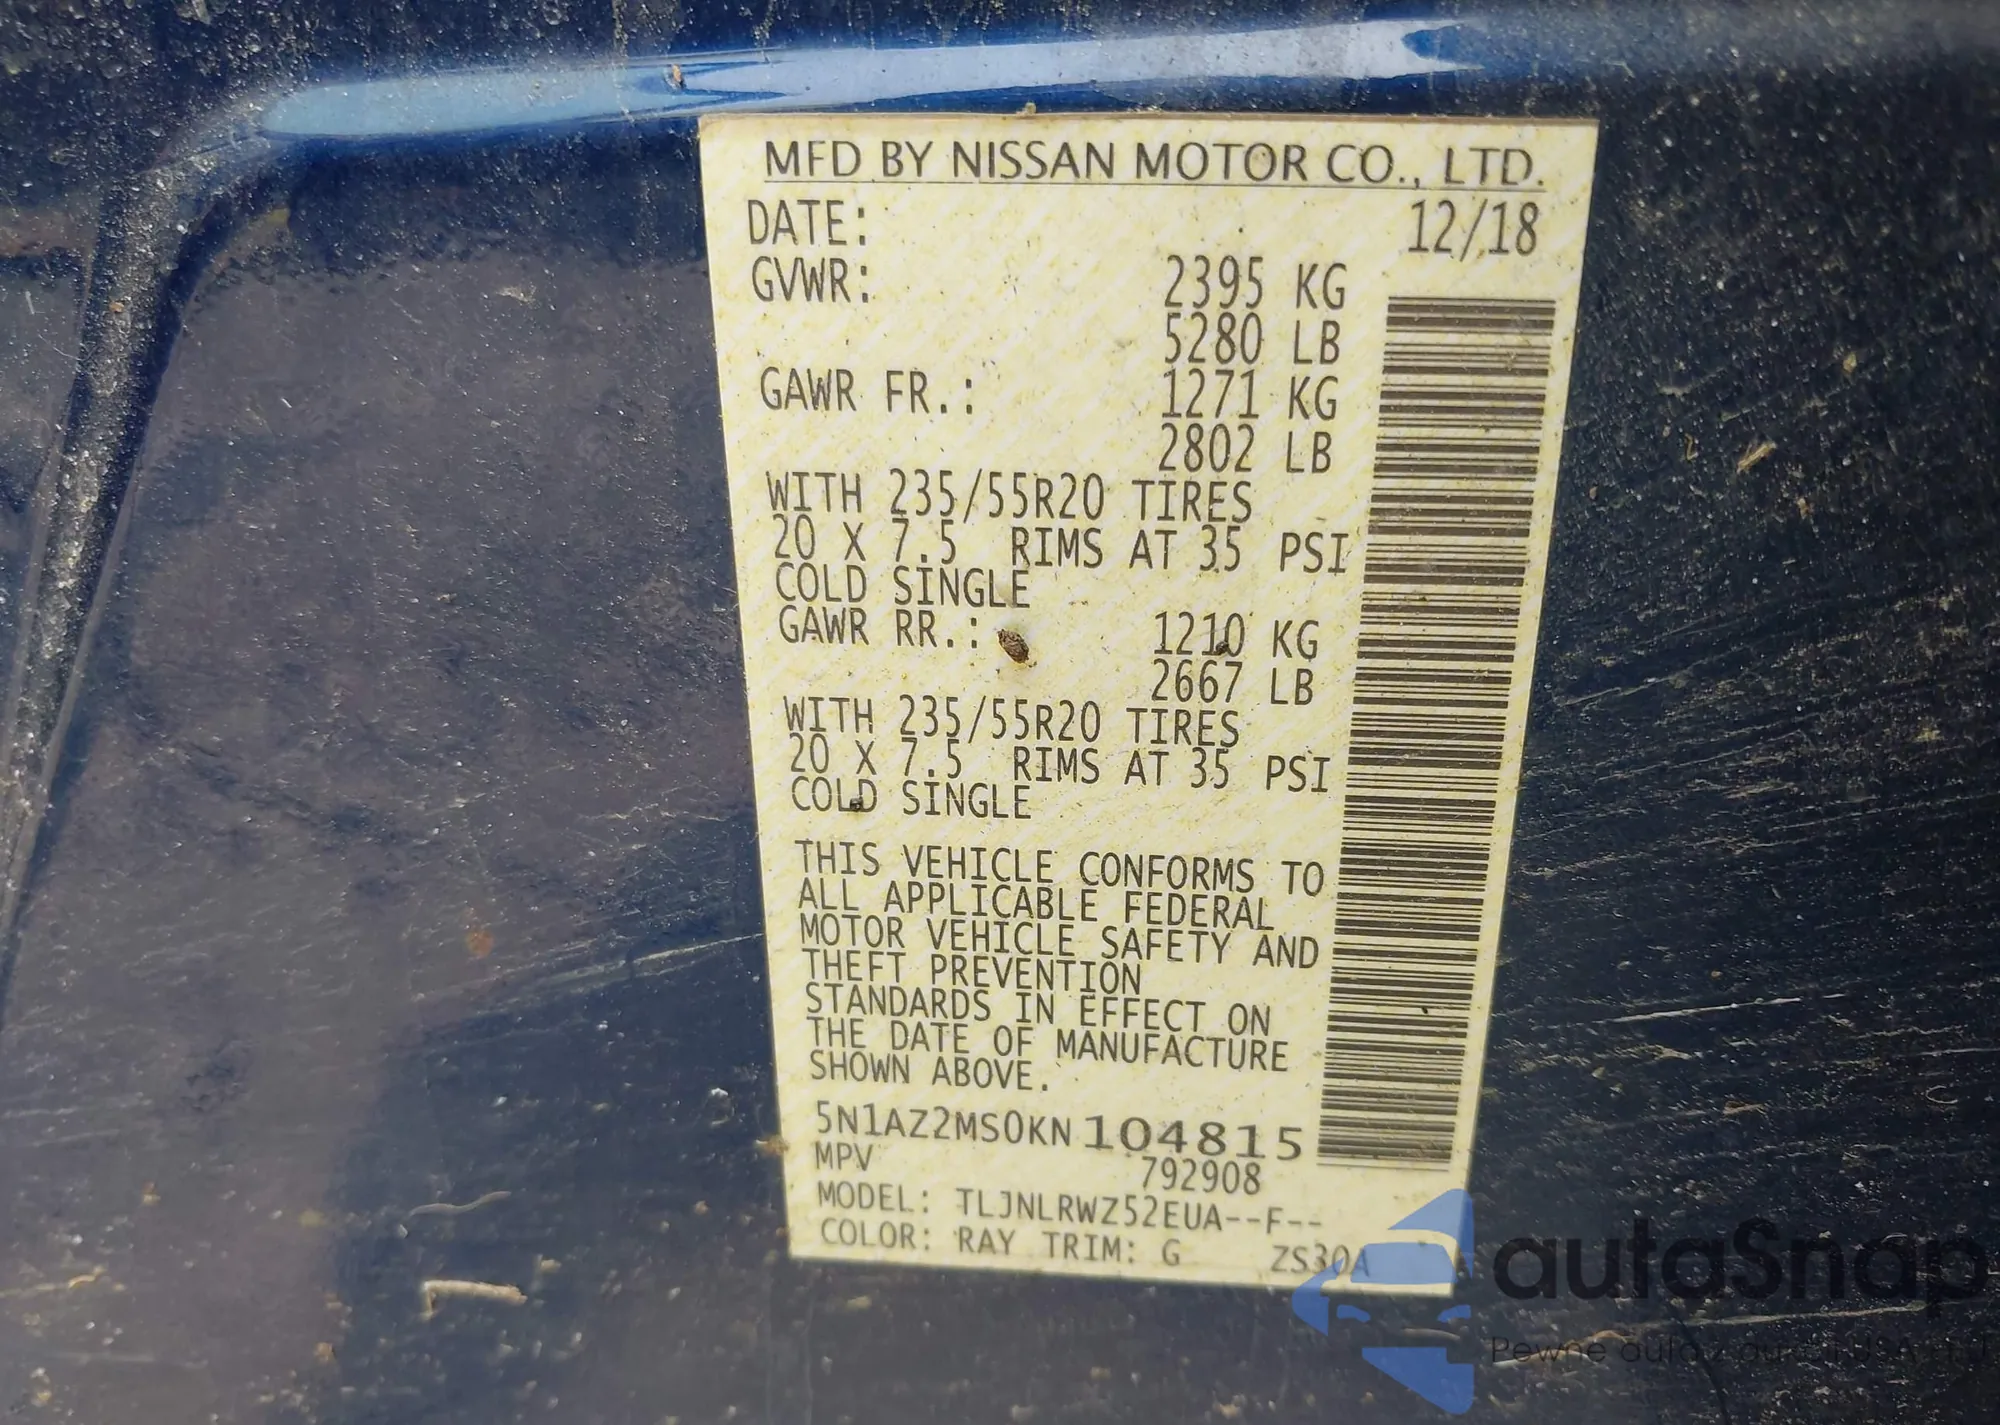 MFD BY NISSAN MOTOR CO., LTD.
DATE: 12/18
GVWR: 2395 KG
5280 LB
GAWR FR.: 1271 KG
2802 LB
WITH 235/55R20 TIRES
20 X 7.5 RIMS AT 35 PSI
COLD SINGLE
GAWR RR.: 1210 KG
2667 LB
WITH 235/55R20 TIRES
20 X 7.5 RIMS AT 35 PSI
COLD SINGLE
THIS VEHICLE CONFORMS TO
ALL APPLICABLE FEDERAL
MOTOR VEHICLE SAFETY AND
THEFT PREVENTION
STANDARDS IN EFFECT ON
THE DATE OF MANUFACTURE
SHOWN ABOVE.
5N1AZ2MS0KN104815
MPV 792908
MODEL: TLJNLRWZ52EUA--F--
COLOR: RAY TRIM: G ZS30A
autaSnap
Pewne auta z